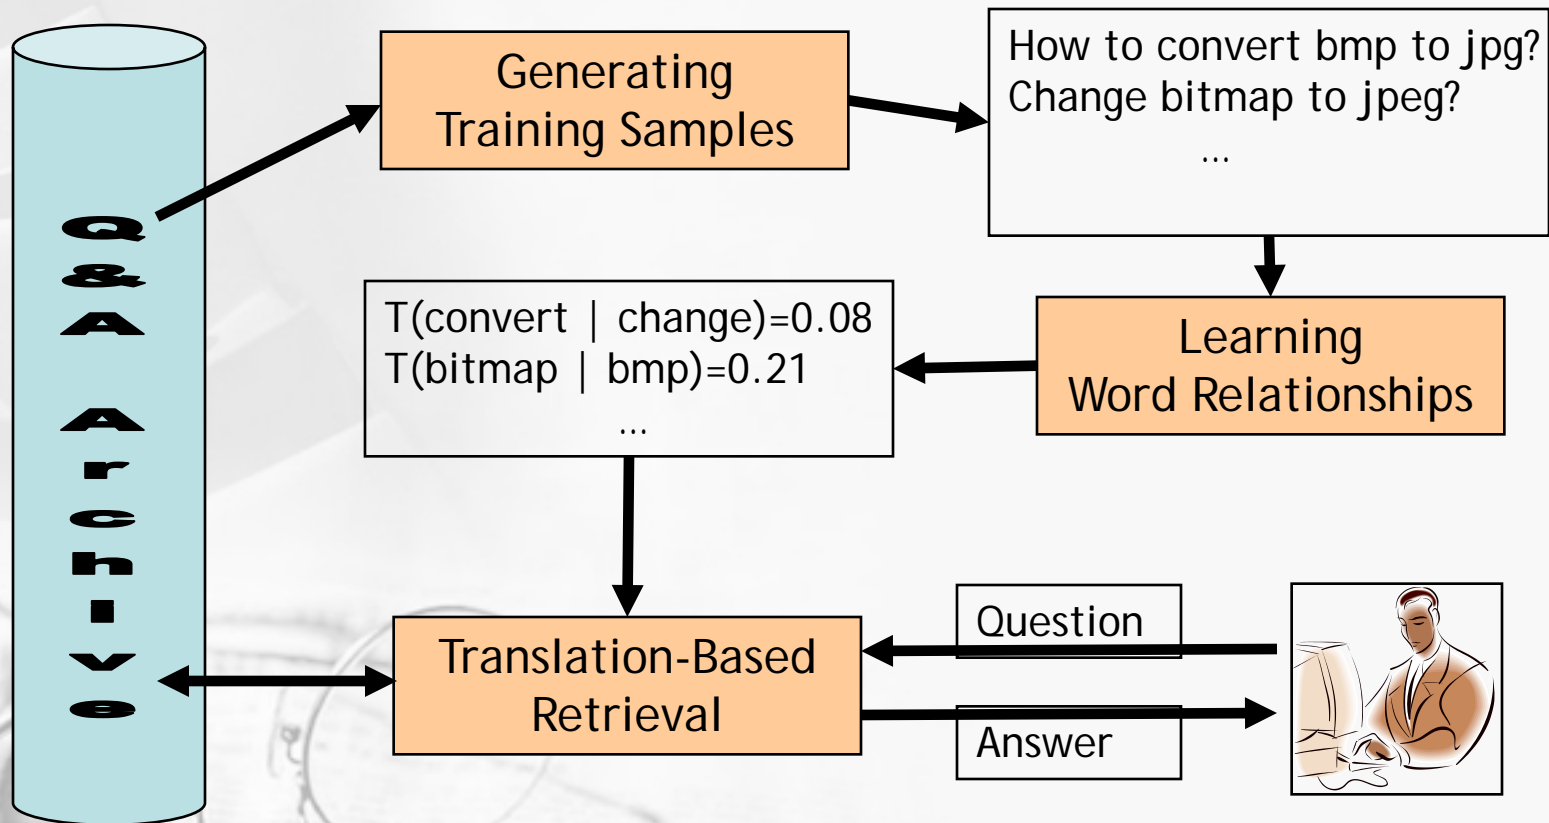 Q&A Archive
Generating
Training Samples
How to convert bmp to jpg?
Change bitmap to jpeg?
...
T(convert | change)=0.08
T(bitmap | bmp)=0.21
...
Learning
Word Relationships
Translation-Based
Retrieval
Question
Answer